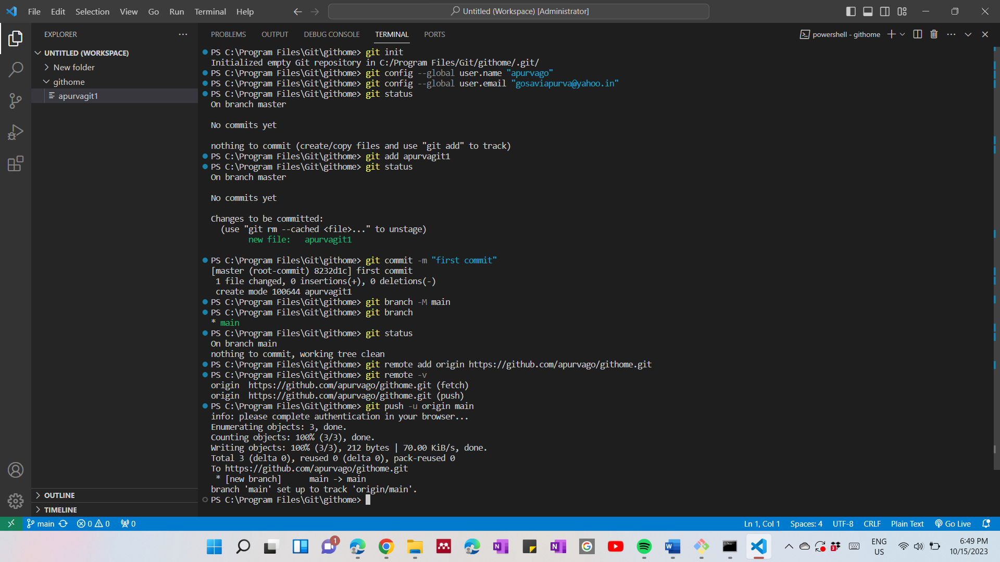 File Edit Selection View Go Run Terminal Help
Untitled (Workspace) [Administrator]
EXPLORER
UNTITLED (WORKSPACE)
New folder
githome
apurvagit1
OUTLINE
TIMELINE
PROBLEMS OUTPUT DEBUG CONSOLE TERMINAL PORTS
powershell - githome
PS C:\Program Files\Git\githome> git init
Initialized empty Git repository in C:/Program Files/Git/githome/.git/
PS C:\Program Files\Git\githome> git config --global user.name "apurvago"
PS C:\Program Files\Git\githome> git config --global user.email "gosaviapurva@yahoo.in"
PS C:\Program Files\Git\githome> git status
On branch master
No commits yet
nothing to commit (create/copy files and use "git add" to track)
PS C:\Program Files\Git\githome> git add apurvagit1
PS C:\Program Files\Git\githome> git status
On branch master
No commits yet
Changes to be committed:
(use "git rm --cached <file>..." to unstage)
new file:   apurvagit1
PS C:\Program Files\Git\githome> git commit -m "first commit"
[master (root-commit) 8232d1c] first commit
1 file changed, 0 insertions(+), 0 deletions(-)
create mode 100644 apurvagit1
PS C:\Program Files\Git\githome> git branch -M main
PS C:\Program Files\Git\githome> git branch
* main
PS C:\Program Files\Git\githome> git status
On branch main
nothing to commit, working tree clean
PS C:\Program Files\Git\githome> git remote add origin https://github.com/apurvago/githome.git
PS C:\Program Files\Git\githome> git remote -v
origin  https://github.com/apurvago/githome.git (fetch)
origin  https://github.com/apurvago/githome.git (push)
PS C:\Program Files\Git\githome> git push -u origin main
info: please complete authentication in your browser...
Enumerating objects: 3, done.
Counting objects: 100% (3/3), done.
Writing objects: 100% (3/3), 212 bytes | 70.00 KiB/s, done.
Total 3 (delta 0), reused 0 (delta 0), pack-reused 0
To https://github.com/apurvago/githome.git
* [new branch]      main -> main
branch 'main' set up to track 'origin/main'.
PS C:\Program Files\Git\githome>
main 0 0 0 Ln 1, Col 1 Spaces: 4 UTF-8 CRLF Plain Text Go Live
1
N N G W 3
ENG
US
6:49 PM
10/15/2023